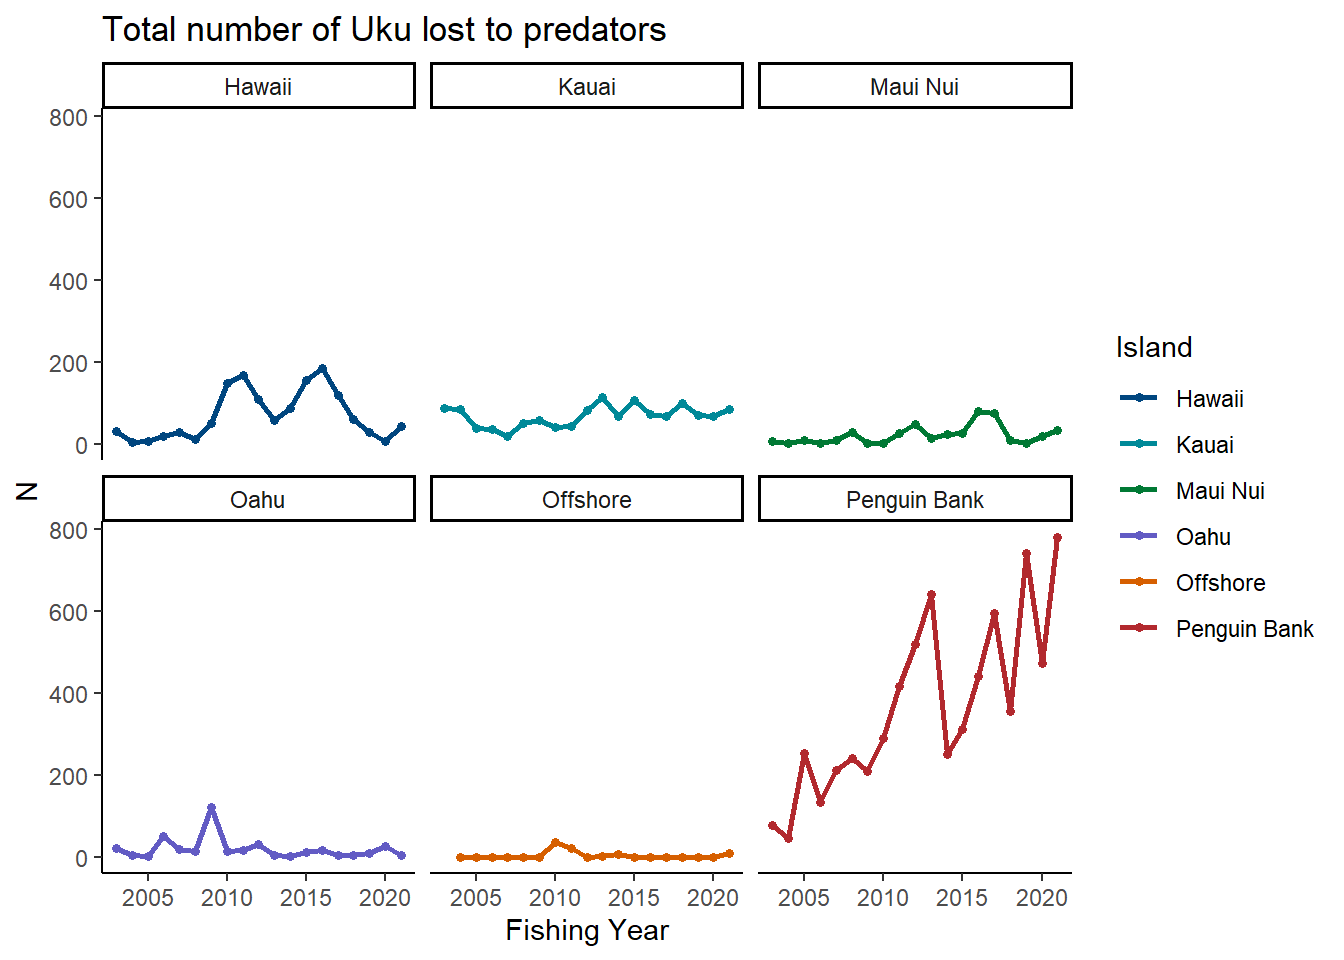 Total number of Uku lost to predators
Hawaii
Kauai
Maui Nui
800
600
400
200
0
N
Oahu
Offshore
Penguin Bank
800
600
400
200
0
2005 2010 2015 2020
2005 2010 2015 2020
2005 2010 2015 2020
Fishing Year
Island
Hawaii
Kauai
Maui Nui
Oahu
Offshore
Penguin Bank